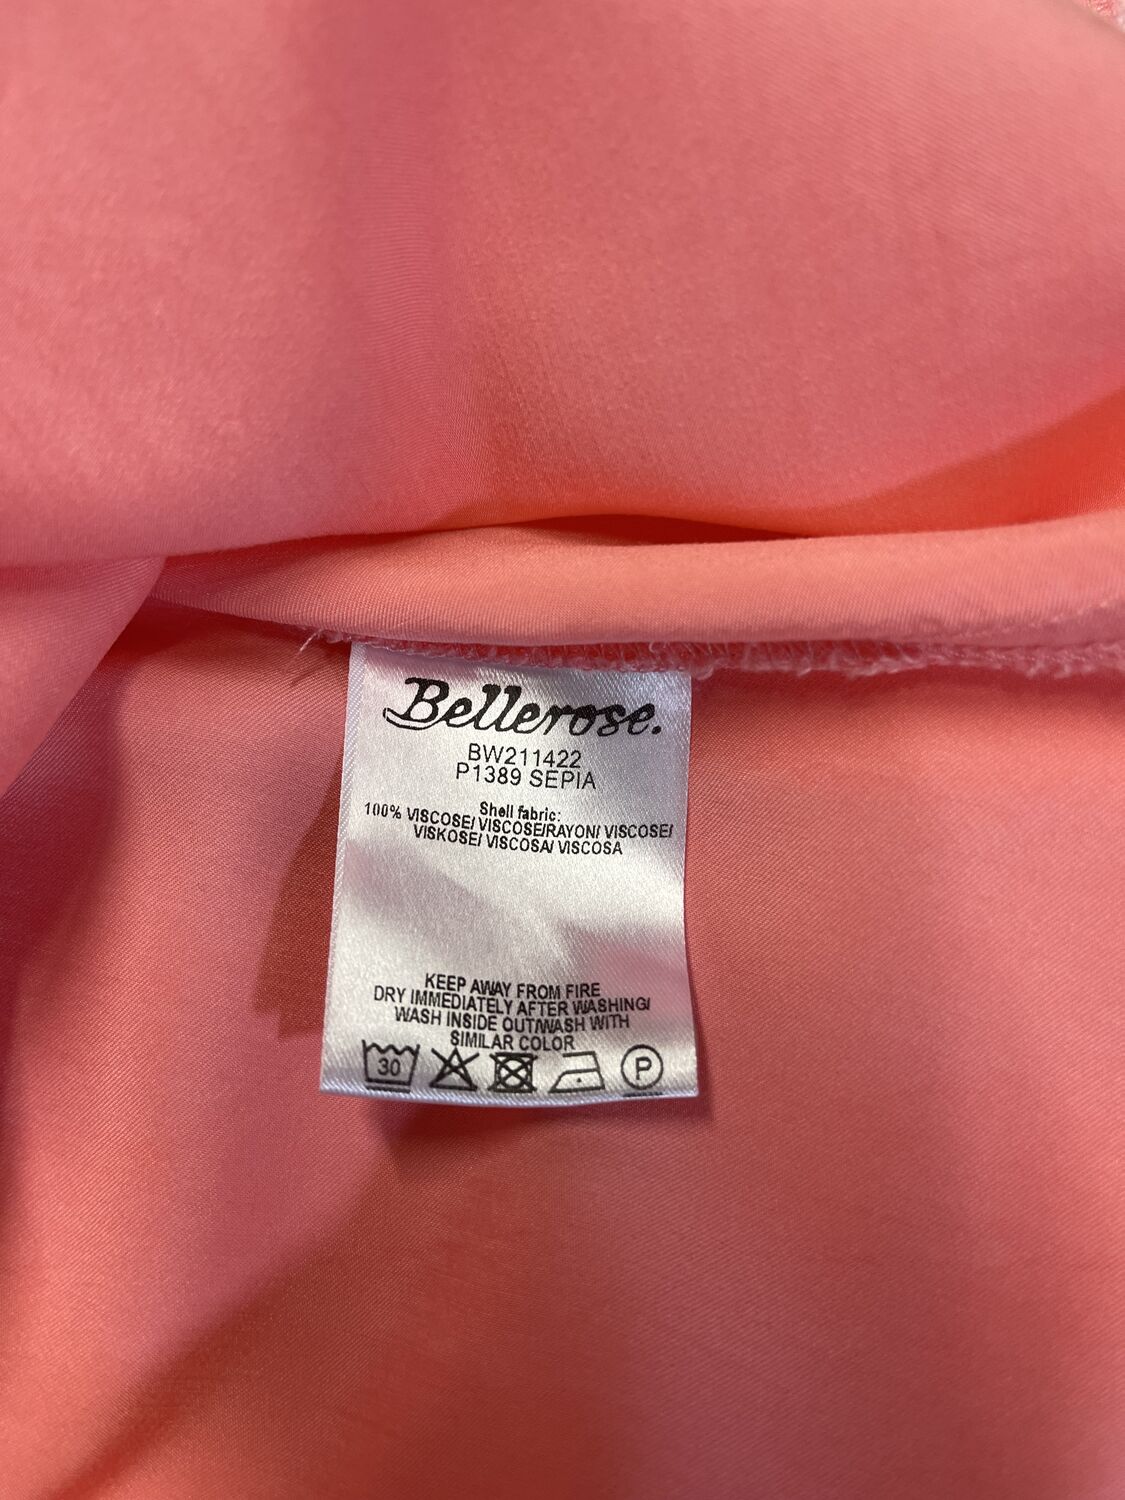 Bellerose.
BW211422
P1389 SEPIA
Shell fabric:
100% VISCOSE/ VISCOSE/RAYON/ VISCOSE/
VISKOSE/ VISCOSA/ VISCOSA
KEEP AWAY FROM FIRE
DRY IMMEDIATELY AFTER WASHING/
WASH INSIDE OUT/WASH WITH
SIMILAR COLOR
30
P